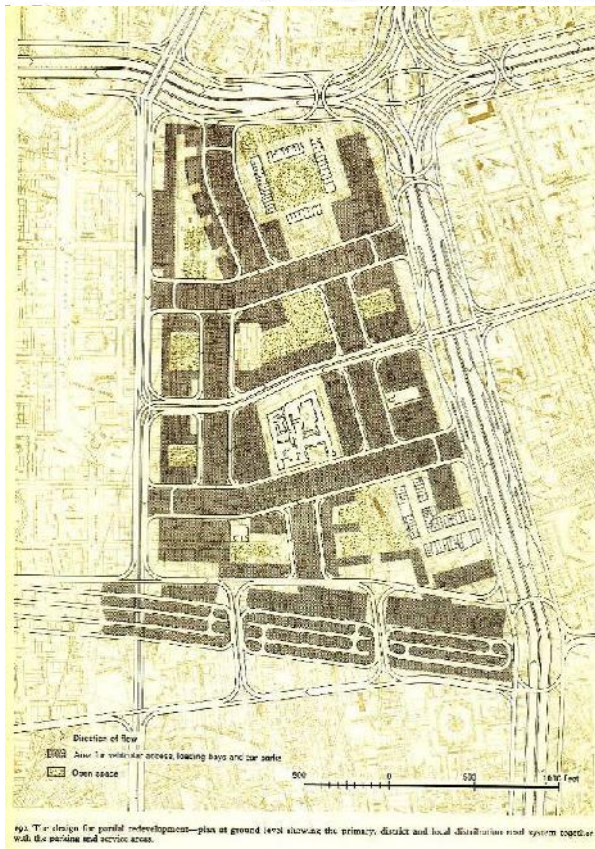 Direction of flow
Area for vehicular access, loading bays and car parks
Open space
500 0 500 1000 feet
192. The design for partial redevelopment—plan at ground level showing the primary, district and local distribution road system together
with the parking and service areas.